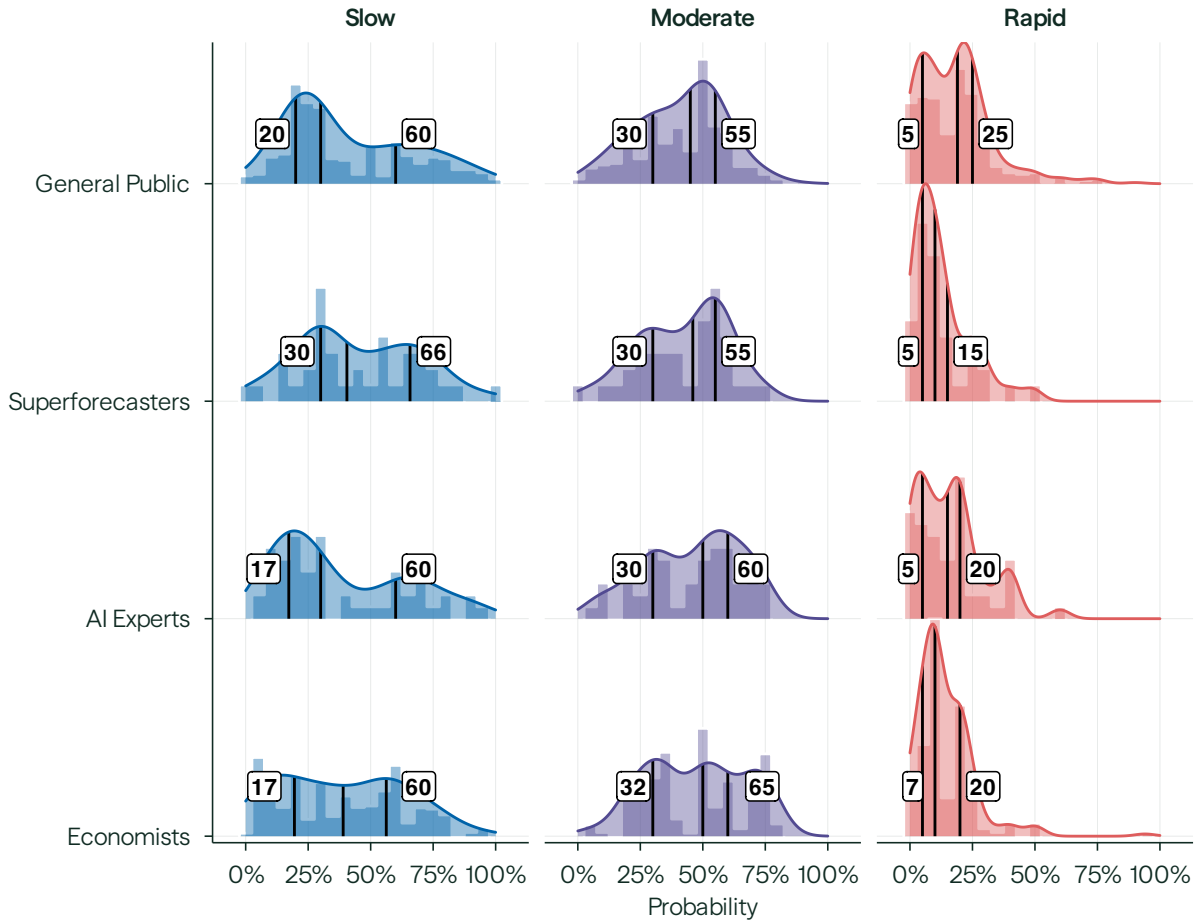 Slow Moderate Rapid
20 60 30 55 5 25
General Public
30 66 30 55 5 15
Superforecasters
17 60 30 60 5 20
AI Experts
17 60 32 65 7 20
Economists
0% 25% 50% 75% 100% 0% 25% 50% 75% 100% 0% 25% 50% 75% 100%
Probability